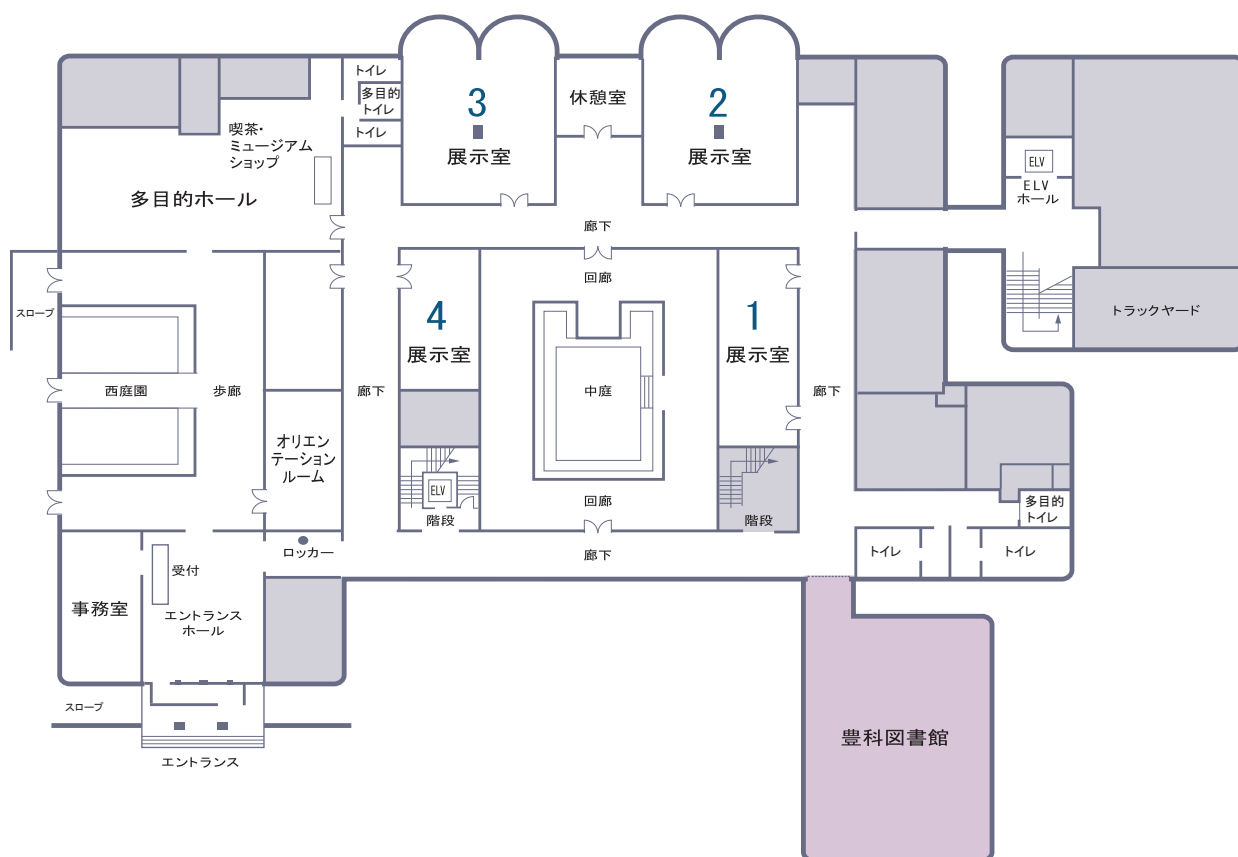 トイレ
多目的
トイレ
トイレ
3
展示室
休憩室
2
展示室
喫茶・
ミュージアム
ショップ
多目的ホール
ELV
ELV
ホール
廊下
回廊
スロープ
4
展示室
1
展示室
トラックヤード
西庭園
歩廊
廊下
中庭
廊下
オリエン
テーション
ルーム
ELV
階段
回廊
階段
多目的
トイレ
ロッカー
廊下
トイレ
トイレ
受付
事務室
エントランス
ホール
スロープ
エントランス
豊科図書館